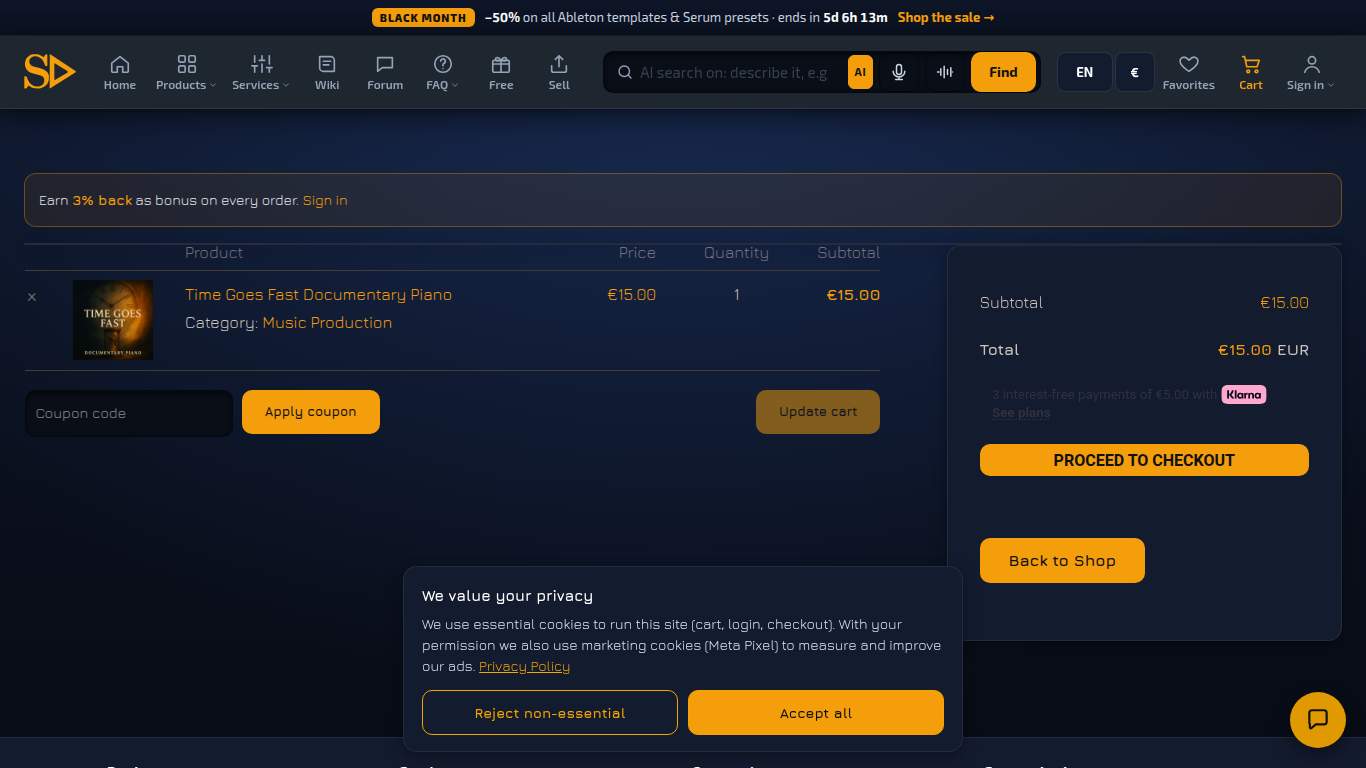 BLACK MONTH −50% on all Ableton templates & Serum presets · ends in 5d 6h 13m Shop the sale →
SD
Home
Products
Services
Wiki
Forum
FAQ
Free
Sell
AI search on: describe it, e.g
AI
Find
EN
€
Favorites
Cart
Sign in
Earn 3% back as bonus on every order. Sign in
Product Price Quantity Subtotal
× TIME GOES FAST DOCUMENTARY PIANO
Time Goes Fast Documentary Piano €15.00 1 €15.00
Category: Music Production
Coupon code Apply coupon Update cart
Subtotal €15.00
Total €15.00 EUR
3 interest-free payments of €5.00 with Klarna
See plans
PROCEED TO CHECKOUT
Back to Shop
We value your privacy
We use essential cookies to run this site (cart, login, checkout). With your
permission we also use marketing cookies (Meta Pixel) to measure and improve
our ads. Privacy Policy
Reject non-essential Accept all